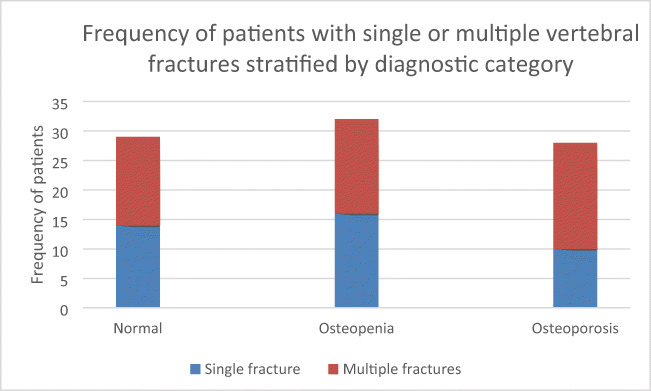 Frequency of patients with single or multiple vertebral
fractures stratified by diagnostic category
Frequency of patients
35
30
25
20
15
10
5
0
Normal Osteopenia Osteoporosis
Single fracture Multiple fractures